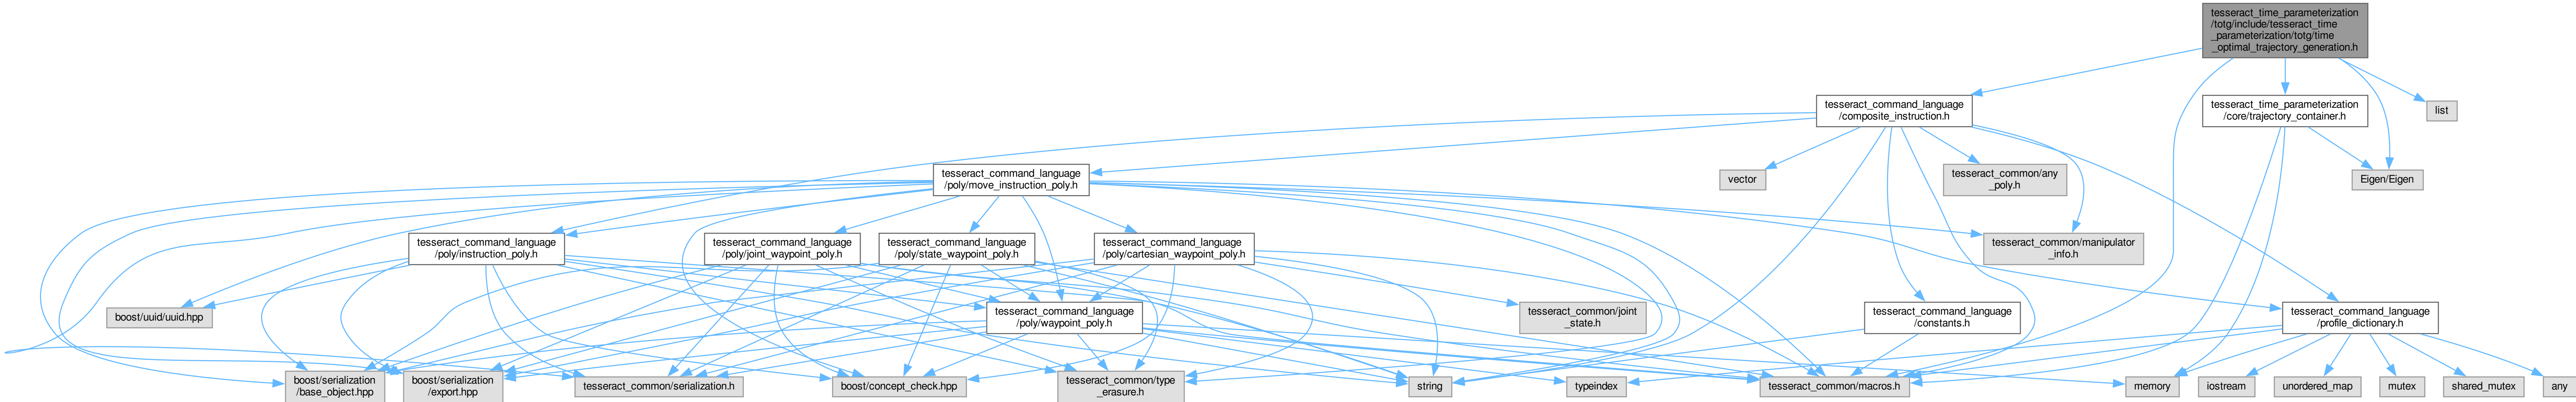 tesseract_time_parameterization
/totg/include/tesseract_time
_parameterization/totg/time
_optimal_trajectory_generation.h
tesseract_command_language
/composite_instruction.h
tesseract_time_parameterization
/core/trajectory_container.h
list
tesseract_command_language
/poly/move_instruction_poly.h
vector
tesseract_common/any
_poly.h
Eigen/Eigen
tesseract_command_language
/poly/instruction_poly.h
tesseract_command_language
/poly/joint_waypoint_poly.h
tesseract_command_language
/poly/state_waypoint_poly.h
tesseract_command_language
/poly/cartesian_waypoint_poly.h
tesseract_common/manipulator
_info.h
boost/uuid/uuid.hpp
tesseract_command_language
/poly/waypoint_poly.h
tesseract_common/joint
_state.h
tesseract_command_language
/constants.h
tesseract_command_language
/profile_dictionary.h
boost/serialization
/base_object.hpp
boost/serialization
/export.hpp
tesseract_common/serialization.h
boost/concept_check.hpp
tesseract_common/type
_erasure.h
string
typeindex
tesseract_common/macros.h
memory
iostream
unordered_map
mutex
shared_mutex
any